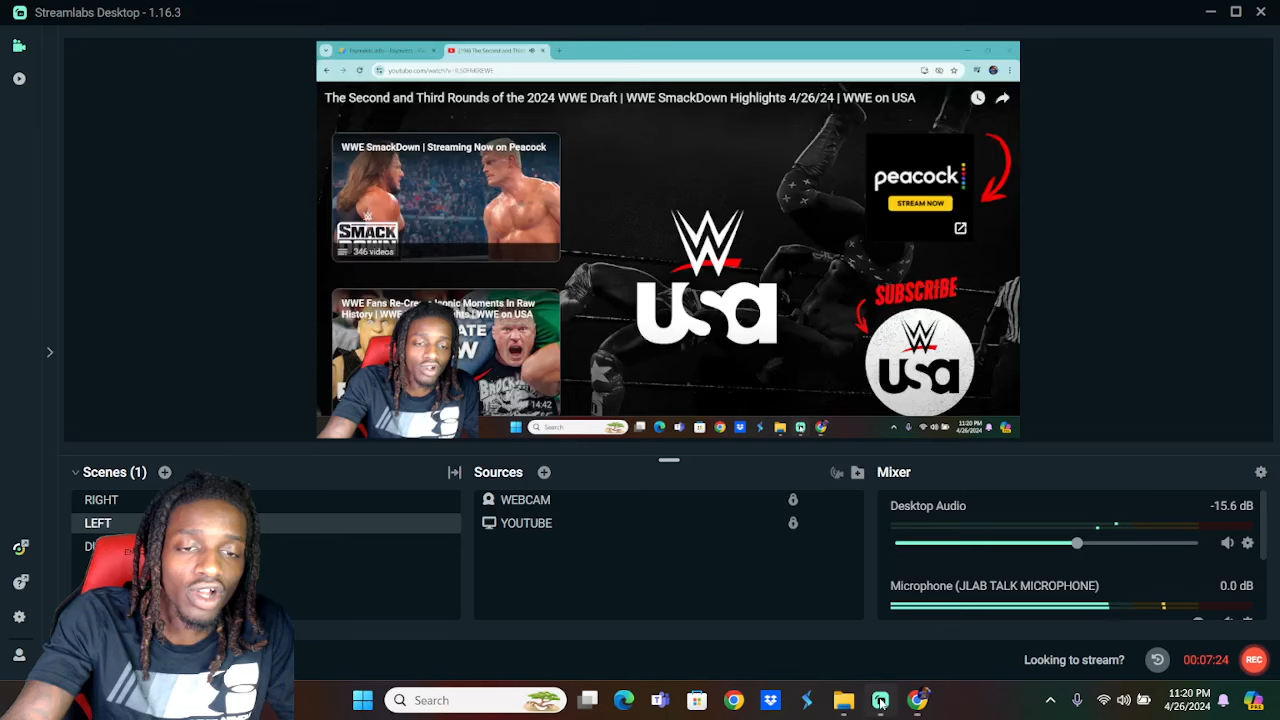 Streamlabs Desktop - 1.16.3
The Second and Third Rounds of the 2024 WWE Draft | WWE SmackDown Highlights 4/26/24 | WWE on USA
WWE SmackDown | Streaming Now on Peacock
SMACK
346 videos
peacock
STREAM NOW
usa
SUBSCRIBE
usa
WWE Fans Re-Create Iconic Moments In Raw
14:42
Search
11:20 PM
4/26/2024
Scenes (1)
Sources
Mixer
RIGHT
LEFT
WEBCAM
YOUTUBE
Desktop Audio
-15.6 dB
Microphone (JLAB TALK MICROPHONE)
0.0 dB
Looking to stream?
00:07:24
REC
Search
11:20 PM
4/26/2024